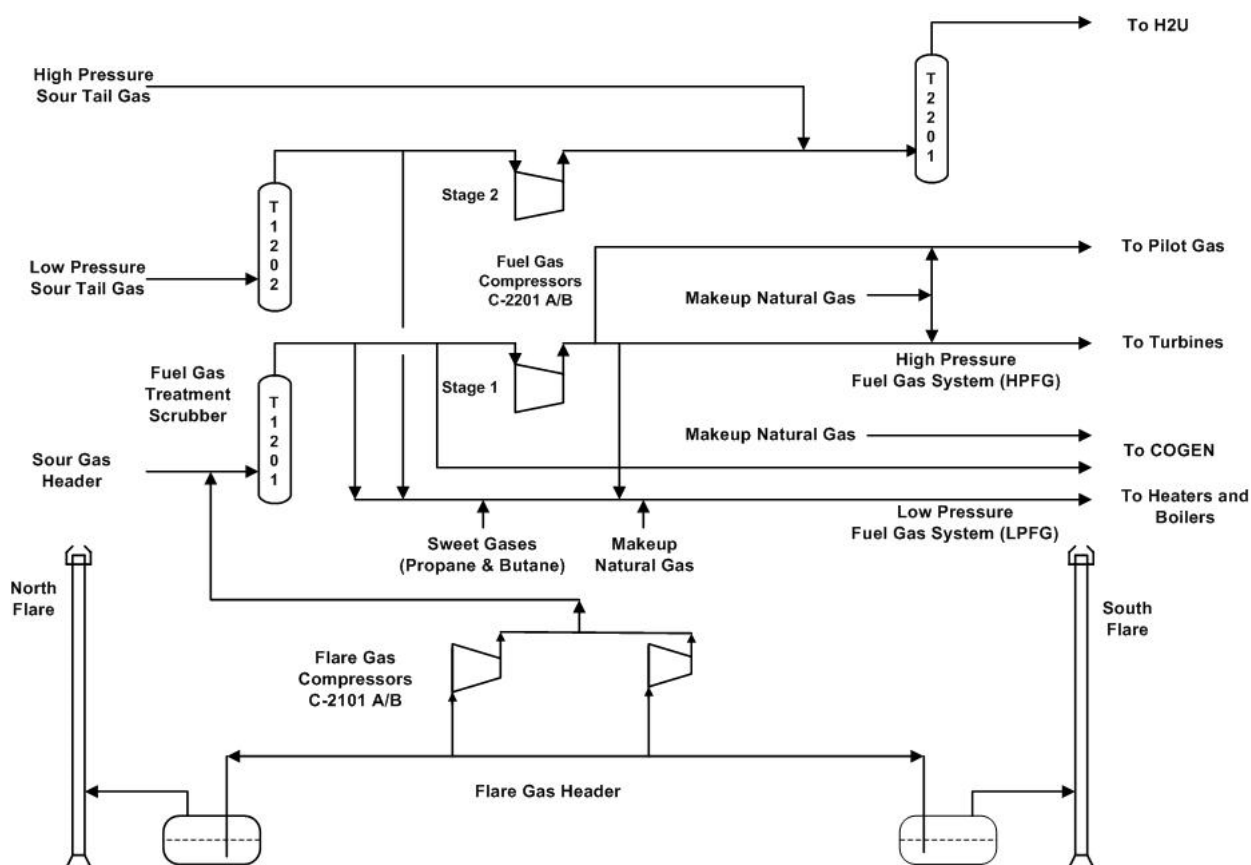 To H2U
High Pressure
Sour Tail Gas
T
2
2
0
1
Stage 2
T
1
2
0
2
Low Pressure
Sour Tail Gas
Fuel Gas
Compressors
C-2201 A/B
To Pilot Gas
Makeup Natural Gas
To Turbines
High Pressure
Fuel Gas System (HPFG)
Fuel Gas
Treatment
Scrubber
Stage 1
T
1
2
0
1
Makeup Natural Gas
To COGEN
Sour Gas
Header
To Heaters and
Boilers
Low Pressure
Fuel Gas System (LPFG)
Sweet Gases
(Propane & Butane)
Makeup
Natural Gas
North
Flare
South
Flare
Flare Gas
Compressors
C-2101 A/B
Flare Gas Header